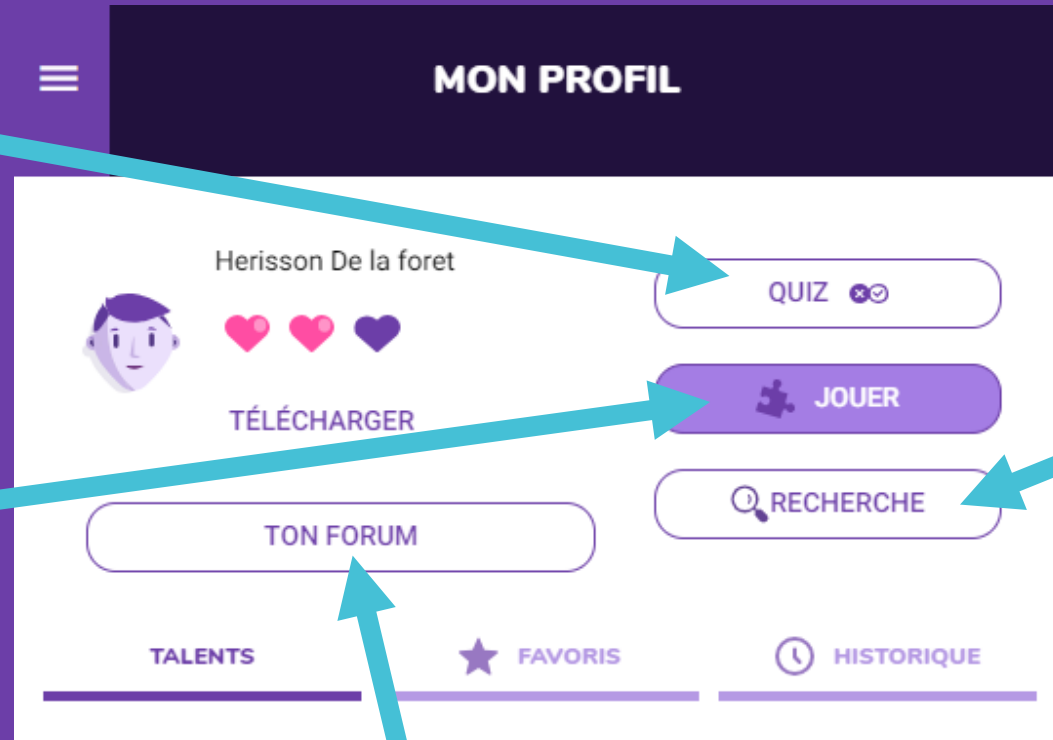 MON PROFIL
Herisson De la foret
QUIZ
JOUER
TÉLÉCHARGER
RECHERCHE
TON FORUM
TALENTS
FAVORIS
HISTORIQUE